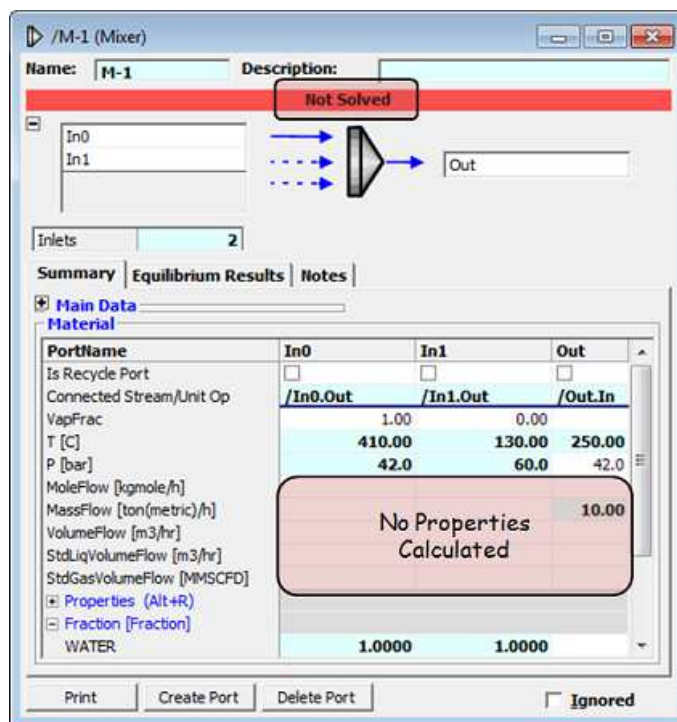 /M-1 (Mixer)
Name: M-1 Description:
Not Solved
In0
In1
Out
Inlets 2
Summary Equilibrium Results Notes
Main Data
Material
PortName In0 In1 Out
Is Recycle Port
Connected Stream/Unit Op /In0.Out /In1.Out /Out.In
VapFrac 1.00 0.00
T [C] 410.00 130.00 250.00
P [bar] 42.0 60.0 42.0
MoleFlow [kgmole/h]
MassFlow [ton(metric)/h] 10.00
No Properties
VolumeFlow [m3/hr]
Calculated
StdLiqVolumeFlow [m3/hr]
StdGasVolumeFlow [MMSCFD]
Properties (Alt+R)
Fraction [Fraction]
WATER 1.0000 1.0000
Print Create Port Delete Port Ignored